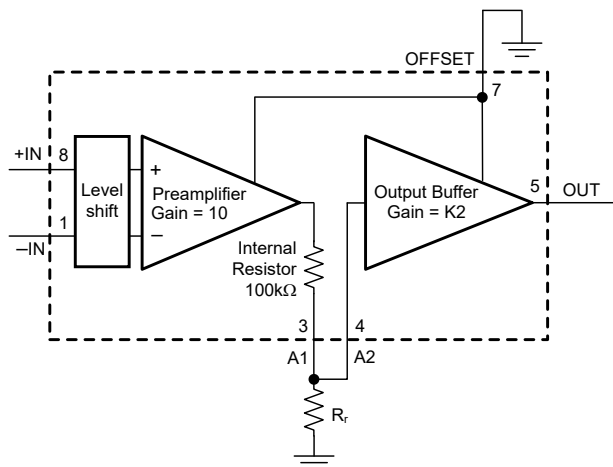 OFFSET
7
+IN
8
Level
shift
+
Preamplifier
Gain = 10
−
1
−IN
Output Buffer
Gain = K2
5
OUT
Internal
Resistor
100kΩ
3
4
A1
A2
Rr